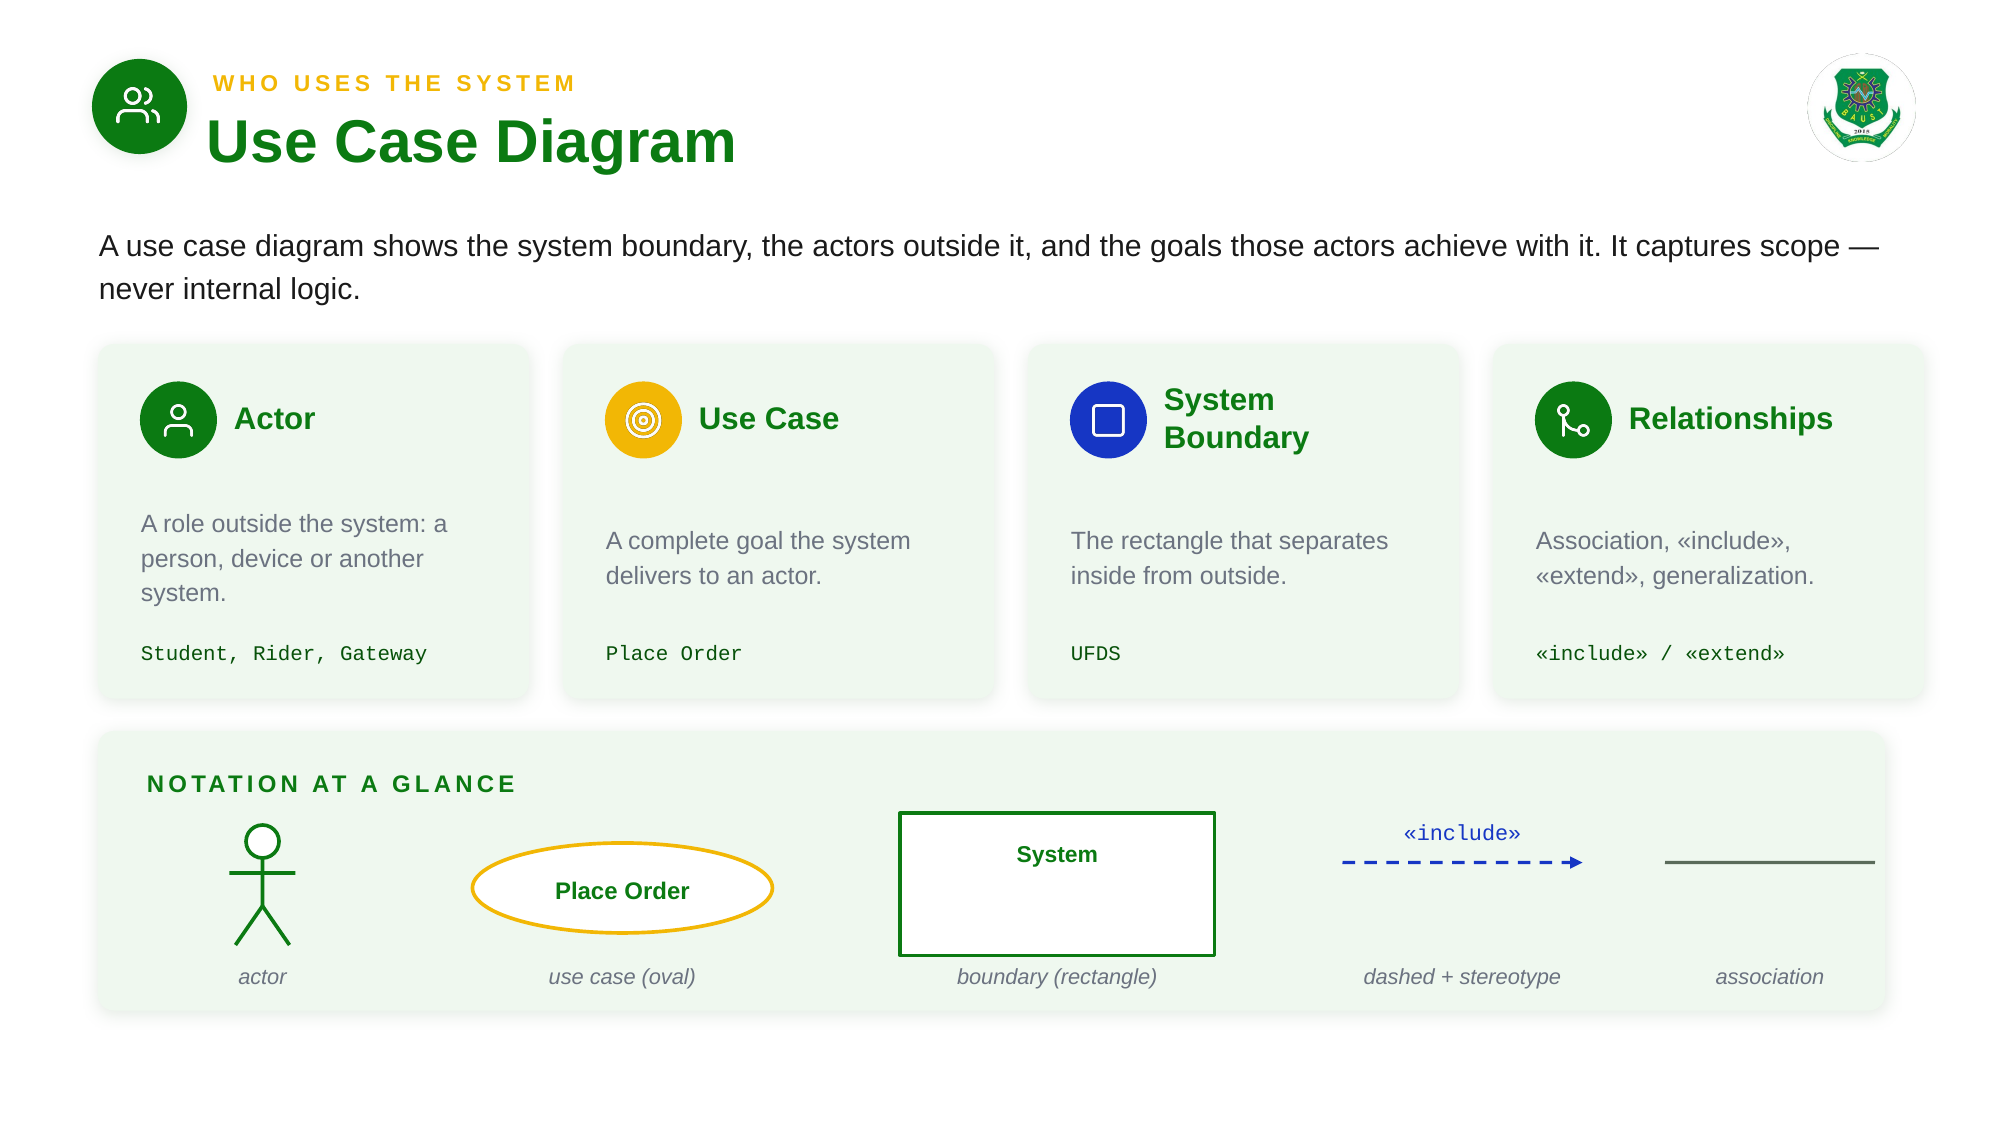 WHO USES THE SYSTEM
Use Case Diagram
BAUST
2015
KNOWLEDGE
A use case diagram shows the system boundary, the actors outside it, and the goals those actors achieve with it. It captures scope —
never internal logic.
Actor
A role outside the system: a
person, device or another
system.
Student, Rider, Gateway
Use Case
A complete goal the system
delivers to an actor.
Place Order
System
Boundary
The rectangle that separates
inside from outside.
UFDS
Relationships
Association, «include»,
«extend», generalization.
«include» / «extend»
NOTATION AT A GLANCE
actor
Place Order
use case (oval)
System
boundary (rectangle)
«include»
dashed + stereotype
association